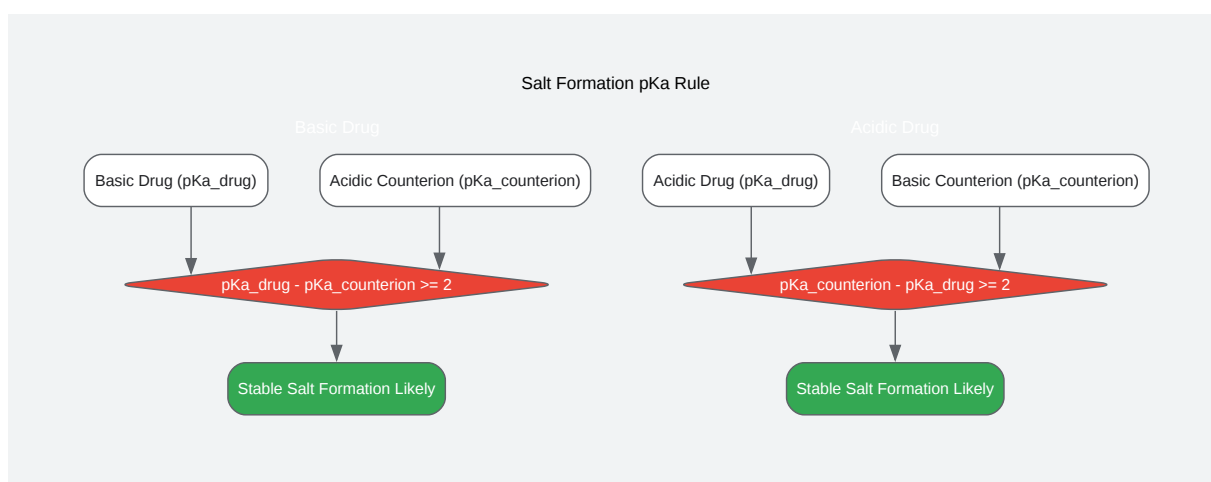 Salt Formation pKa Rule
Basic Drug
Acidic Drug
Basic Drug (pKa_drug)
Acidic Counterion (pKa_counterion)
Acidic Drug (pKa_drug)
Basic Counterion (pKa_counterion)
pKa_drug - pKa_counterion >= 2
pKa_counterion - pKa_drug >= 2
Stable Salt Formation Likely
Stable Salt Formation Likely